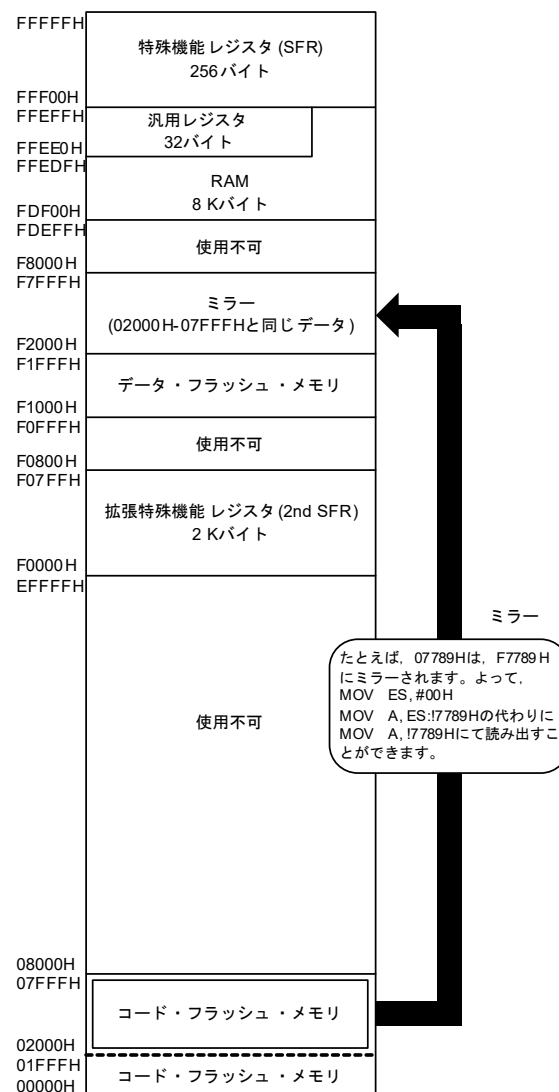 FFFFFH
特殊機能レジスタ (SFR)
256バイト
FFF00H
FFEFFH
汎用レジスタ
32バイト
FFEE0H
FFEDFH
RAM
8 Kバイト
FDF00H
FDEFFH
使用不可
F8000H
F7FFFH
ミラー
(02000H-07FFFHと同じデータ)
F2000H
F1FFFH
データ・フラッシュ・メモリ
F1000H
F0FFFH
使用不可
F0800H
F07FFH
拡張特殊機能レジスタ (2nd SFR)
2 Kバイト
F0000H
EFFFFH
ミラー
たとえば，07789Hは，F7789H
にミラーされます。よって，
MOV ES, #00H
MOV A, ES:!7789Hの代わりに
MOV A, !7789Hにて読み出すこ
とができます。
使用不可
08000H
07FFFH
コード・フラッシュ・メモリ
02000H
01FFFH
コード・フラッシュ・メモリ
00000H